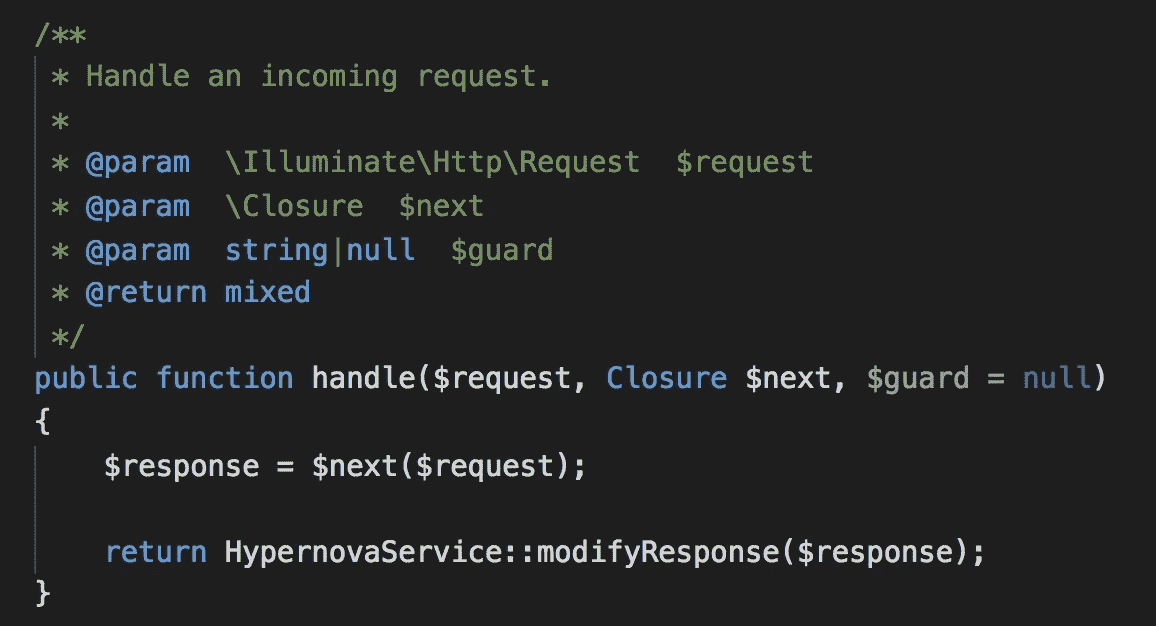 /**
 * Handle an incoming request.
 *
 * @param  \Illuminate\Http\Request  $request
 * @param  \Closure  $next
 * @param  string|null  $guard
 * @return mixed
 */
public function handle($request, Closure $next, $guard = null)
{
    $response = $next($request);

    return HypernovaService::modifyResponse($response);
}